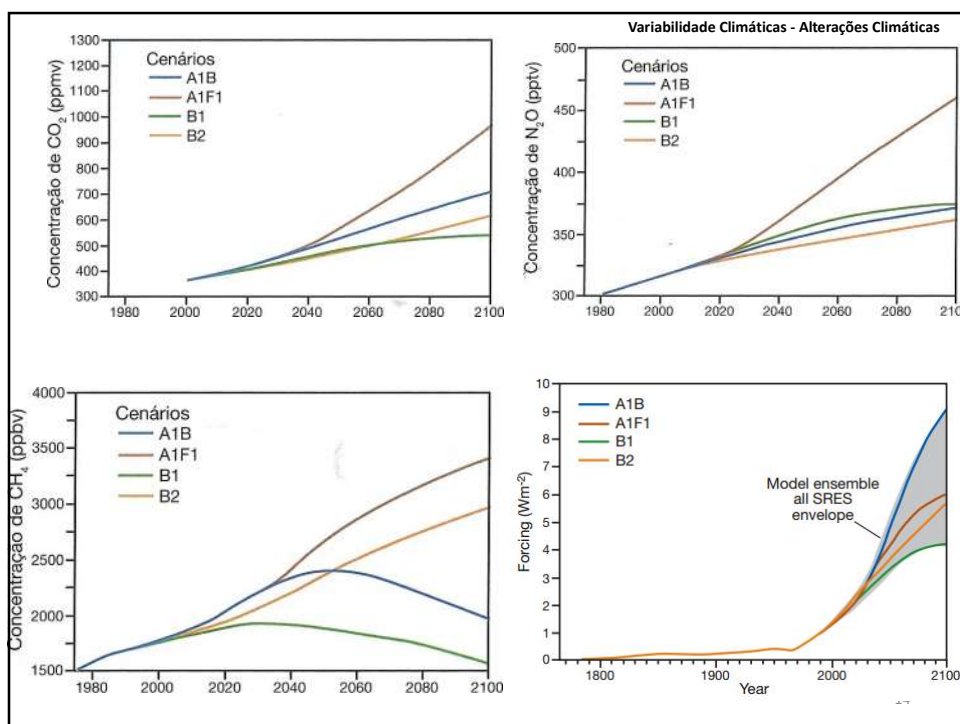 Variabilidade Climáticas - Alterações Climáticas
Concentração de CO₂ (ppmv)
1300
1200
1100
1000
900
800
700
600
500
400
300
Cenários
A1B
A1F1
B1
B2
1980 2000 2020 2040 2060 2080 2100
Concentração de N₂O (pptv)
500
450
400
350
300
Cenários
A1B
A1F1
B1
B2
1980 2000 2020 2040 2060 2080 2100
Concentração de CH₄ (ppbv)
4000
3500
3000
2500
2000
1500
Cenários
A1B
A1F1
B1
B2
1980 2000 2020 2040 2060 2080 2100
Forcing (Wm⁻²)
10
9
8
7
6
5
4
3
2
1
0
A1B
A1F1
B1
B2
Model ensemble
all SRES
envelope
1800 1900 2000 2100
Year